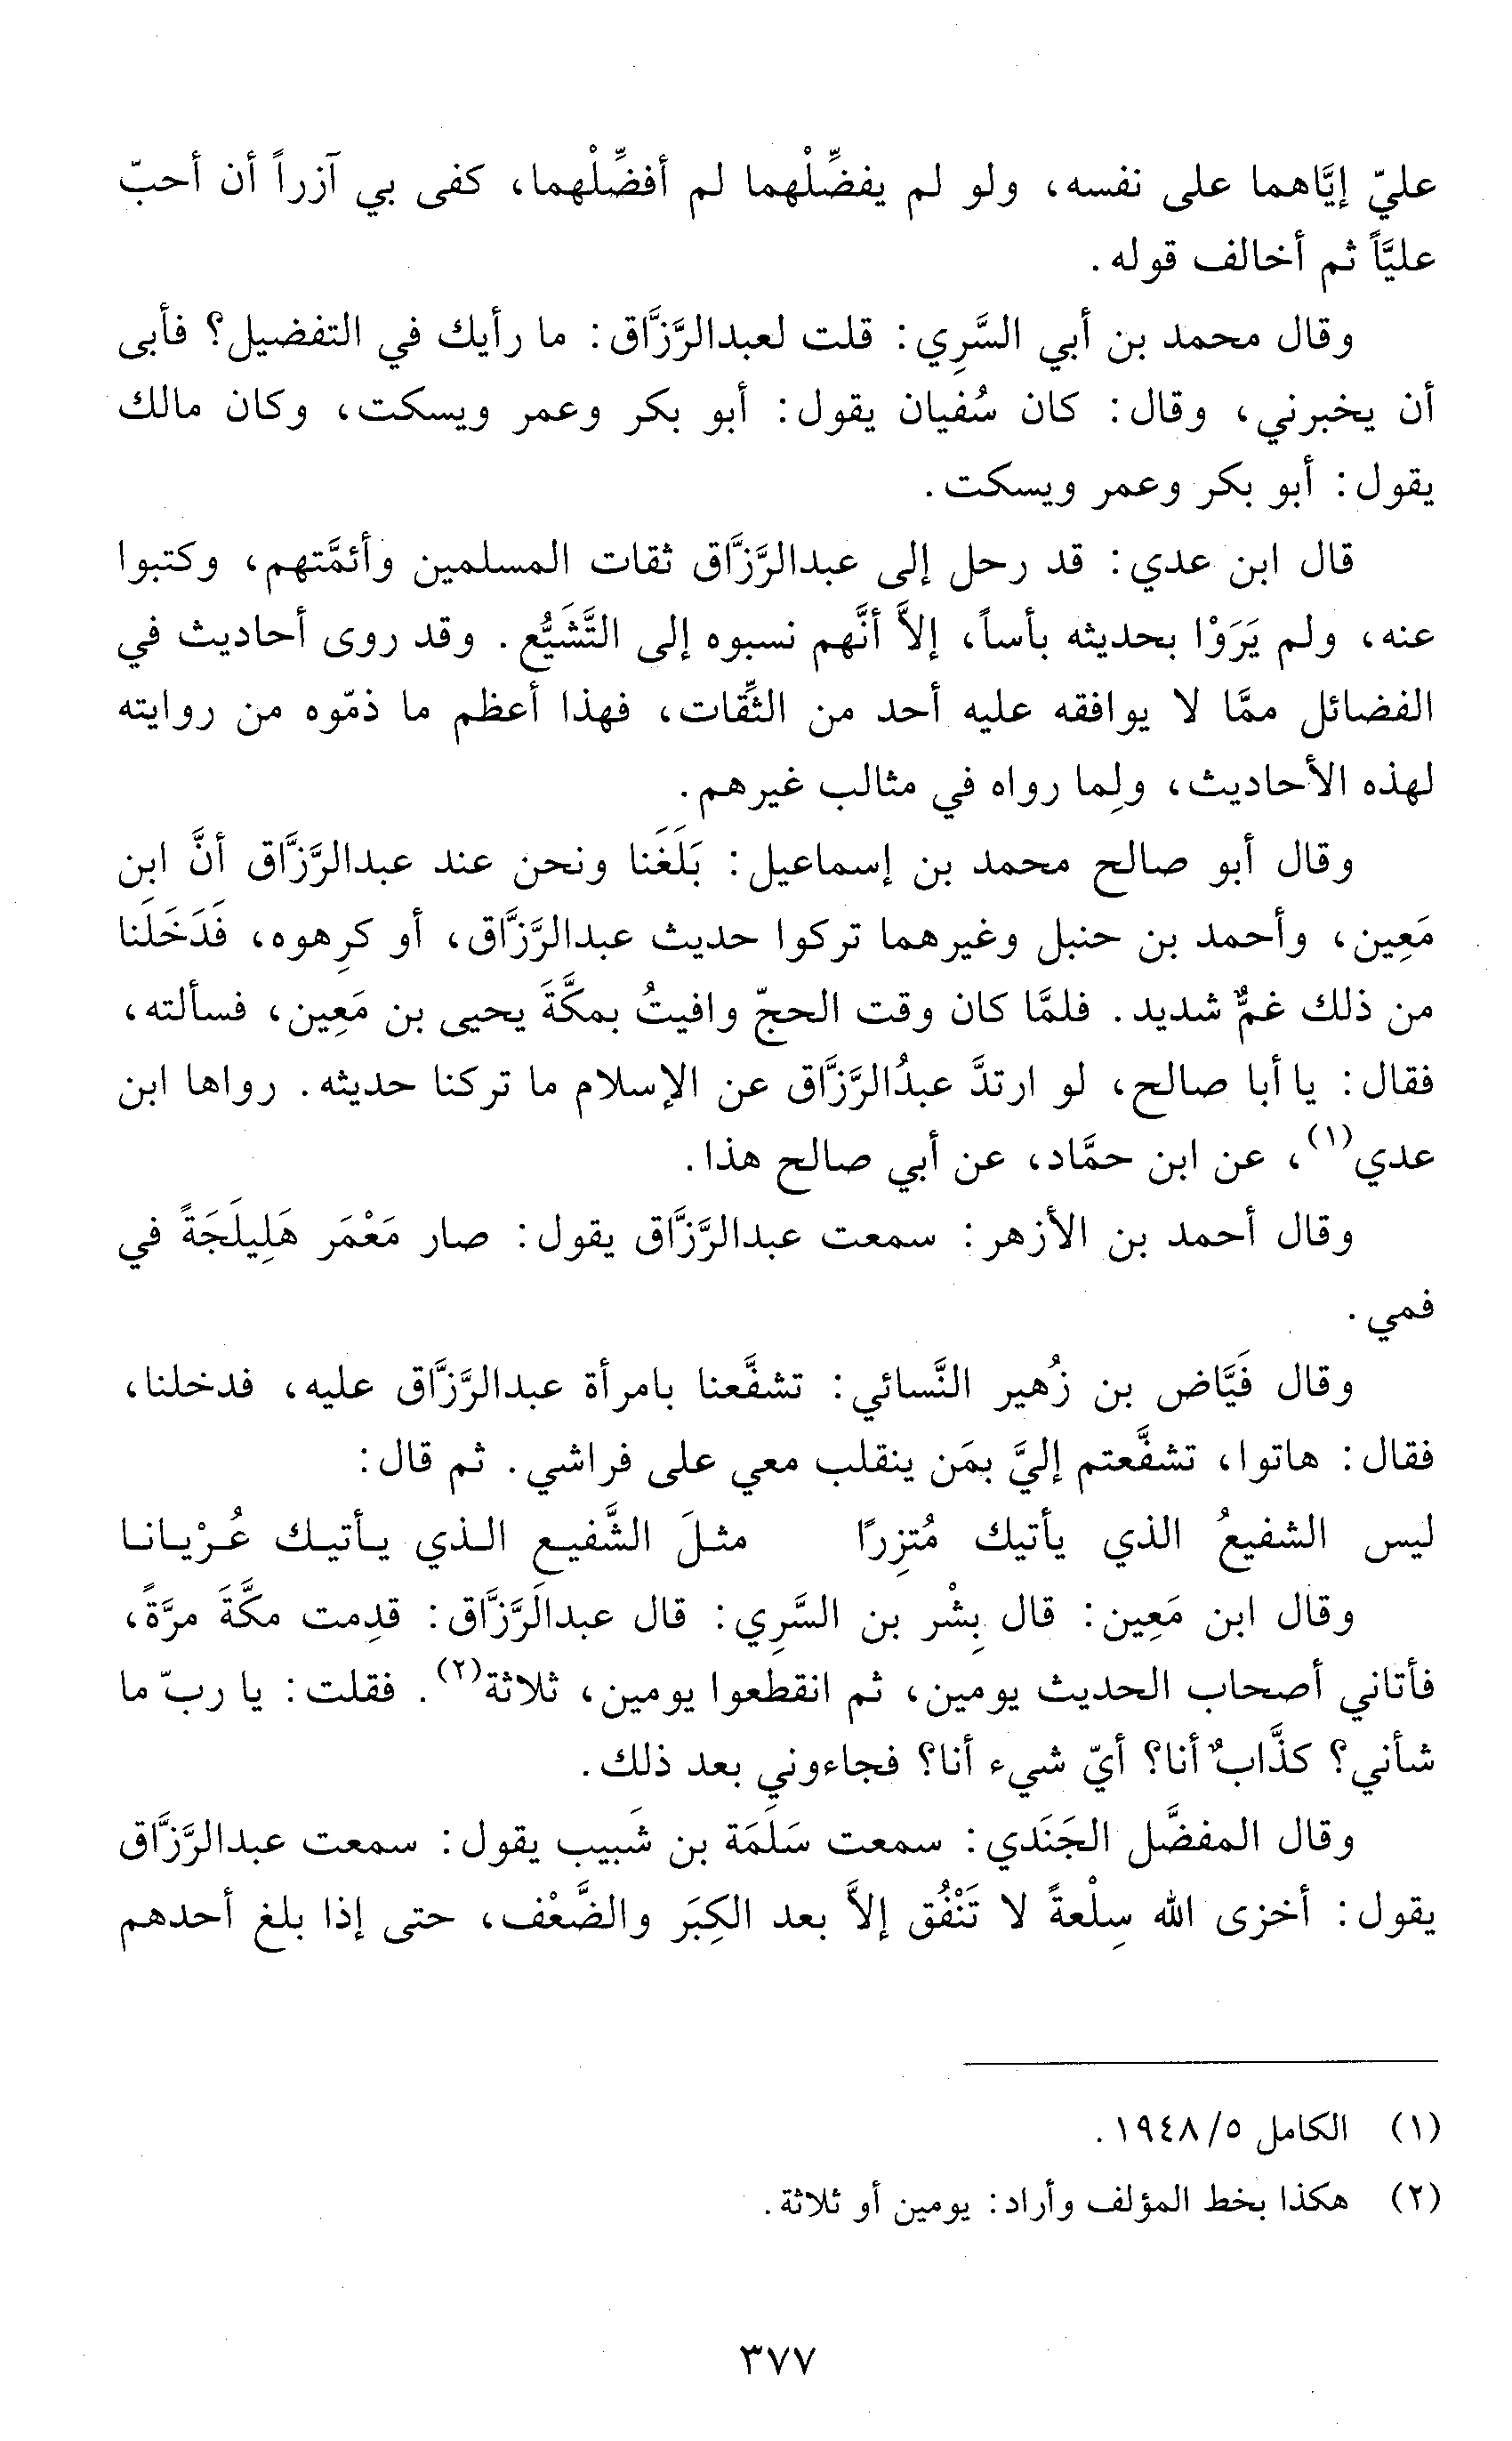 عليّ إيَّاهما على نفسه، ولو لم يفضِّلْهما لم أفضِّلْهما، كفى بي آزراً أن أحبّ
عليَّاً ثم أخالف قوله.
وقال محمد بن أبي السَّرِي: قلت لعبدالرَّزَّاق: ما رأيك في التفضيل؟ فأبى
أن يخبرني، وقال: كان سُفيان يقول: أبو بكر وعمر ويسكت، وكان مالك
يقول: أبو بكر وعمر ويسكت.
قال ابن عدي: قد رحل إلى عبدالرَّزَّاق ثقات المسلمين وأئمَّتهم، وكتبوا
عنه، ولم يَرَوْا بحديثه بأساً، إلاَّ أنَّهم نسبوه إلى التَّشَيُّع. وقد روى أحاديث في
الفضائل ممَّا لا يوافقه عليه أحد من الثِّقات، فهذا أعظم ما ذمّوه من روايته
لهذه الأحاديث، ولِما رواه في مثالب غيرهم.
وقال أبو صالح محمد بن إسماعيل: بَلَغَنا ونحن عند عبدالرَّزَّاق أنَّ ابن
مَعِين، وأحمد بن حنبل وغيرهما تركوا حديث عبدالرَّزَّاق، أو كرِهوه، فَدَخَلَنا
من ذلك غمٌّ شديد. فلمَّا كان وقت الحجّ وافيتُ بمكَّةَ يحيى بن مَعِين، فسألته،
فقال: يا أبا صالح، لو ارتدَّ عبدُالرَّزَّاق عن الإسلام ما تركنا حديثه. رواها ابن
عدي(١)، عن ابن حمَّاد، عن أبي صالح هذا.
وقال أحمد بن الأزهر: سمعت عبدالرَّزَّاق يقول: صار مَعْمَر هَلِيلَجَةً في
فمي.
وقال فَيَّاض بن زُهير النَّسائي: تشفَّعنا بامرأة عبدالرَّزَّاق عليه، فدخلنا،
فقال: هاتوا، تشفَّعتم إليَّ بمَن ينقلب معي على فراشي. ثم قال:
ليس الشفيعُ الذي يأتيك مُتزِرًا مثلَ الشَّفيع الذي يأتيك عُرْيانا
وقال ابن مَعِين: قال بِشْر بن السَّرِي: قال عبدالَرَّزَّاق: قدِمت مكَّةَ مرَّةً،
فأتاني أصحاب الحديث يومين، ثم انقطعوا يومين، ثلاثة(٢). فقلت: يا ربّ ما
شأني؟ كذَّابٌ أنا؟ أيّ شيء أنا؟ فجاءوني بعد ذلك.
وقال المفضَّل الجَنَدي: سمعت سَلَمَة بن شَبيب يقول: سمعت عبدالرَّزَّاق
يقول: أخزى الله سِلْعةً لا تَنْفُق إلاَّ بعد الكِبَر والضَّعْف، حتى إذا بلغ أحدهم
(١) الكامل ٥/ ١٩٤٨.
(٢) هكذا بخط المؤلف وأراد: يومين أو ثلاثة.
٣٧٧